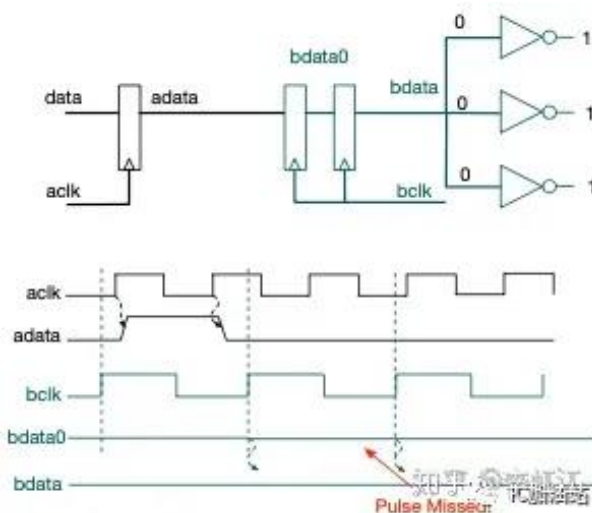 0
1
bdata0
data
adata
bdata
0
1
0
aclk
bclk
1
aclk
adata
bclk
bdata0
bdata
Pulse Missed
知乎